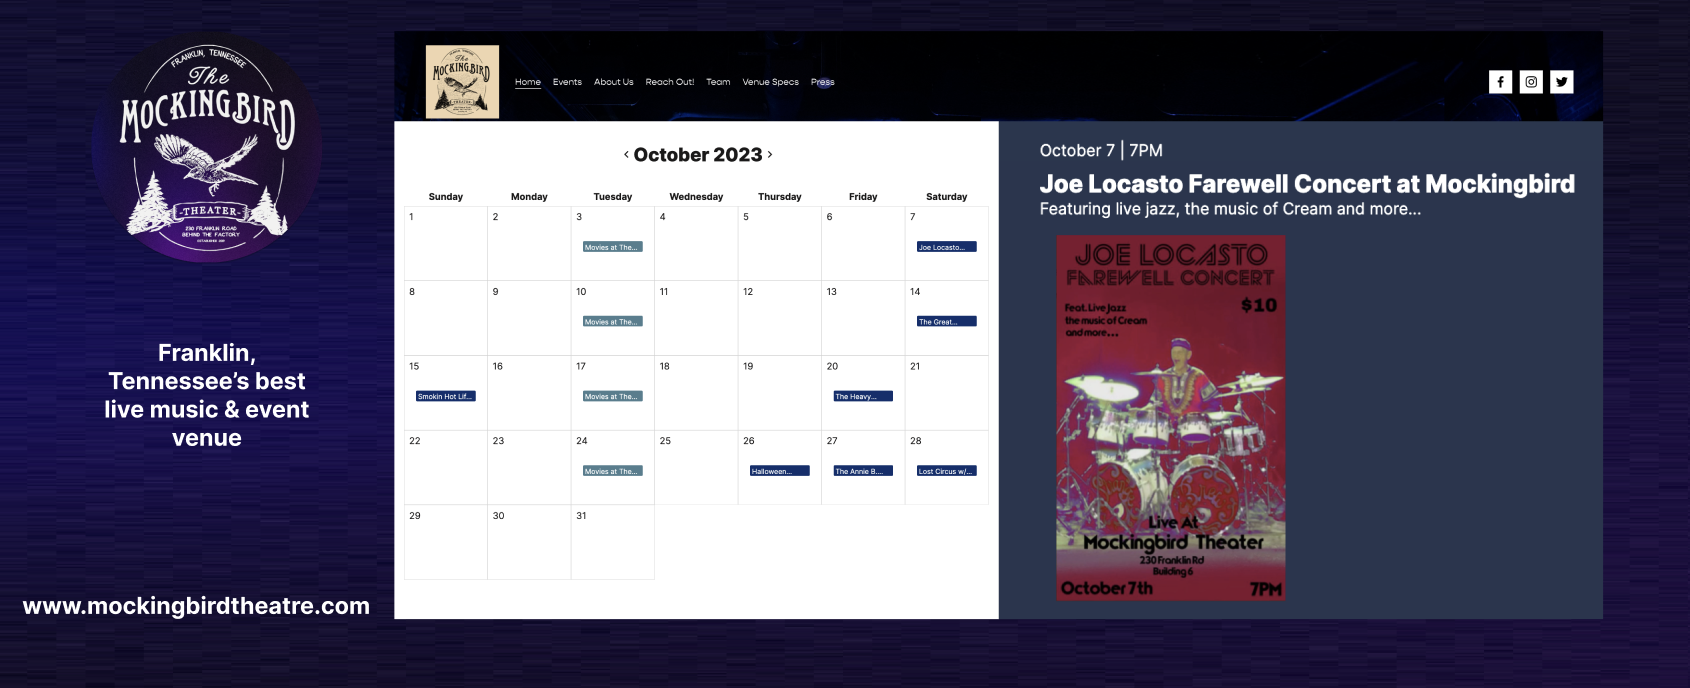 FRANKLIN, TENNESSEE
The
MOCKINGBIRD
-THEATER-
230 FRANKLIN ROAD
BEHIND THE FACTORY
Franklin,
Tennessee’s best
live music & event
venue
www.mockingbirdtheatre.com
The
MOCKINGBIRD
THEATER
Home Events About Us Reach Out! Team Venue Specs Press
‹ October 2023 ›
Sunday Monday Tuesday Wednesday Thursday Friday Saturday
1 2 3 4 5 6 7
Movies at The... Joe Locasto...
8 9 10 11 12 13 14
Movies at The... The Great...
15 16 17 18 19 20 21
Smokin Hot Lif... Movies at The... The Heavy...
22 23 24 25 26 27 28
Movies at The... Halloween... The Annie B.... Lost Circus w/...
29 30 31
October 7 | 7PM
Joe Locasto Farewell Concert at Mockingbird
Featuring live jazz, the music of Cream and more...
JOE LOCASTO
FAREWELL CONCERT
$10
Feat. Live Jazz
the music of Cream
and more...
Live At
Mockingbird Theater
230 Franklin Rd
Building 6
October 7th 7PM